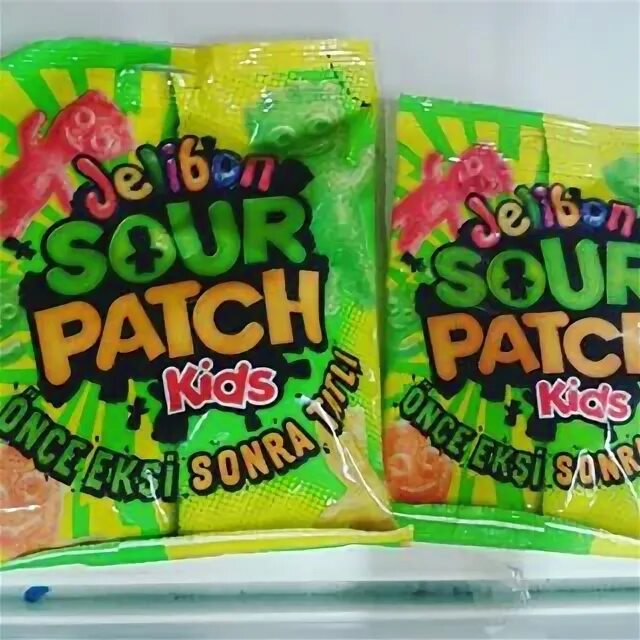 Jelibon
SOUR
PATCH
Kids
ÖNCE EKŞİ SONRA TATLI
Jelibon
SOUR
PATCH
Kids
ÖNCE EKŞİ SONRA